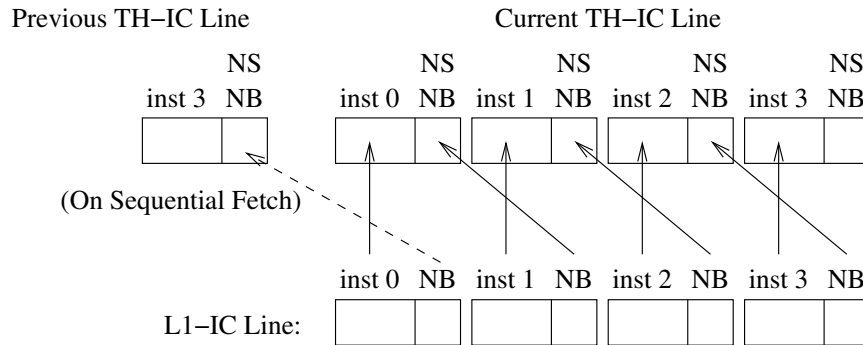 Previous TH−IC Line Current TH−IC Line
NS NS NS NS NS
inst 3 NB inst 0 NB inst 1 NB inst 2 NB inst 3 NB
(On Sequential Fetch)
inst 0 NB inst 1 NB inst 2 NB inst 3 NB
L1−IC Line: